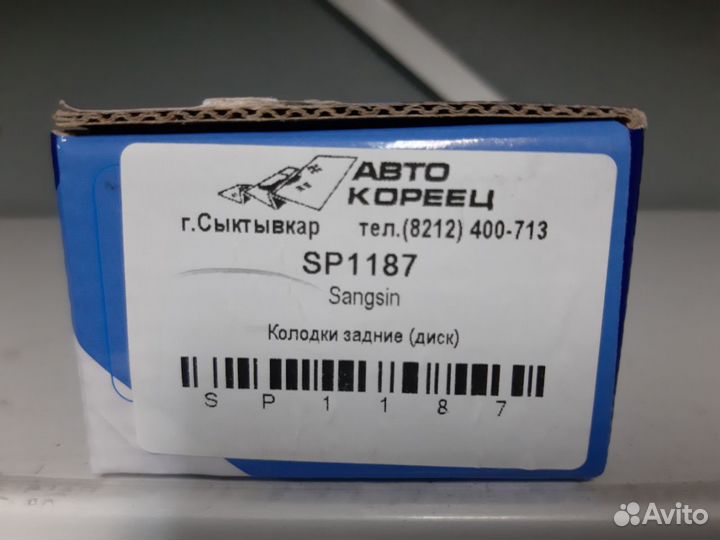 АВТО
КОРЕЕЦ
г.Сыктывкар тел.(8212) 400-713
SP1187
Sangsin
Колодки задние (диск)
S P 1 1 8 7
Avito